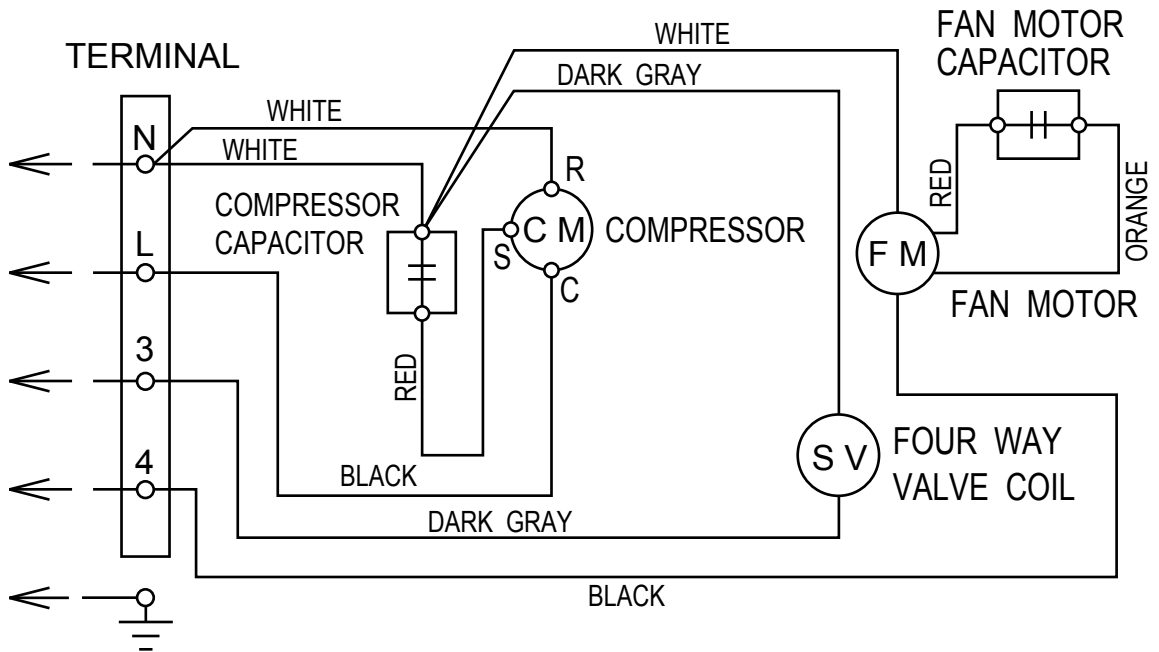 TERMINAL
WHITE
DARK GRAY
FAN MOTOR
CAPACITOR
N
WHITE
WHITE
R
COMPRESSOR
CAPACITOR
S
C M
COMPRESSOR
C
L
RED
ORANGE
F M
FAN MOTOR
3
RED
4
BLACK
S V
FOUR WAY
VALVE COIL
DARK GRAY
BLACK